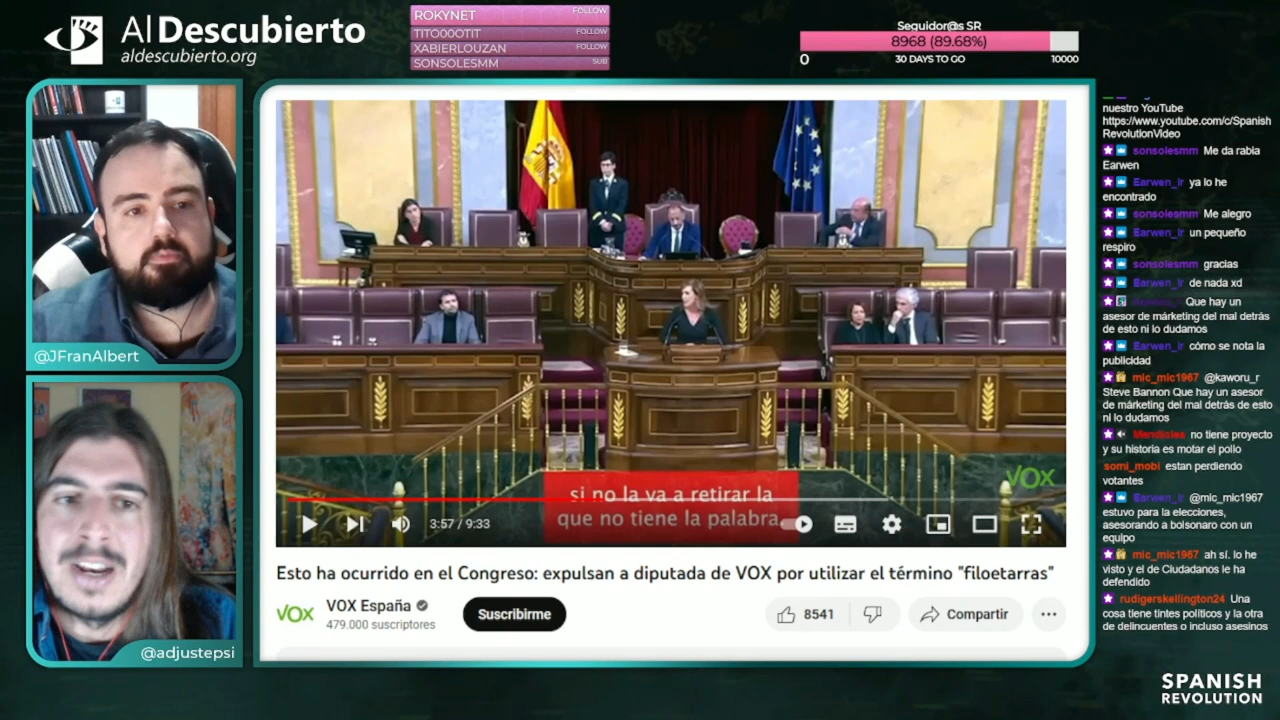 Al Descubierto
aldescubierto.org
ROKYNET FOLLOW
TITO00OTIT FOLLOW
XABIERLOUZAN FOLLOW
SONSOLESMM SUB
Seguidor@s SR
8968 (89.68%)
0 30 DAYS TO GO 10000
@JFranAlbert
@adjustepsi
VOX
si no la va a retirar la
que no tiene la palabra
3:57 / 9:33
Esto ha ocurrido en el Congreso: expulsan a diputada de VOX por utilizar el término "filoetarras"
VOX
VOX España
479.000 suscriptores
Suscribirme
8541
Compartir
nuestro YouTube
https://www.youtube.com/c/Spanish
RevolutionVideo
sonsolesmm Me da rabia
Earwen
Earwen_ir ya lo he
encontrado
sonsolesmm Me alegro
Earwen_ir un pequeño
respiro
sonsolesmm gracias
Earwen_ir de nada xd
Que hay un
asesor de márketing del mal detrás
de esto ni lo dudamos
Earwen_ir cómo se nota la
publicidad
mic_mic1967 @kaworu_r
Steve Bannon Que hay un asesor de
márketing del mal detrás de esto
ni lo dudamos
no tiene proyecto
y su historia es motar el pollo
somi_mobi estan perdiendo
votantes
Earwen_ir @mic_mic1967
estuvo para la elecciones,
asesorando a bolsonaro con un
equipo
mic_mic1967 ah sí. lo he
visto y el de Ciudadanos le ha
defendido
rudigerskellington24 Una
cosa tiene tintes políticos y la otra
de delincuentes o incluso asesinos
SPANISH
REVOLUTION